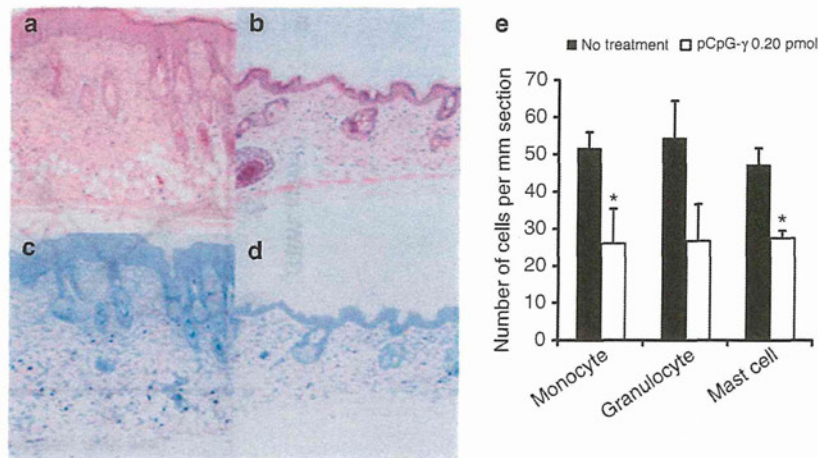 a
b
c
d
e
No treatment pCpG-γ 0.20 pmol
Number of cells per mm section
70
60
50
40
30
20
10
0
*
*
Monocyte
Granulocyte
Mast cell